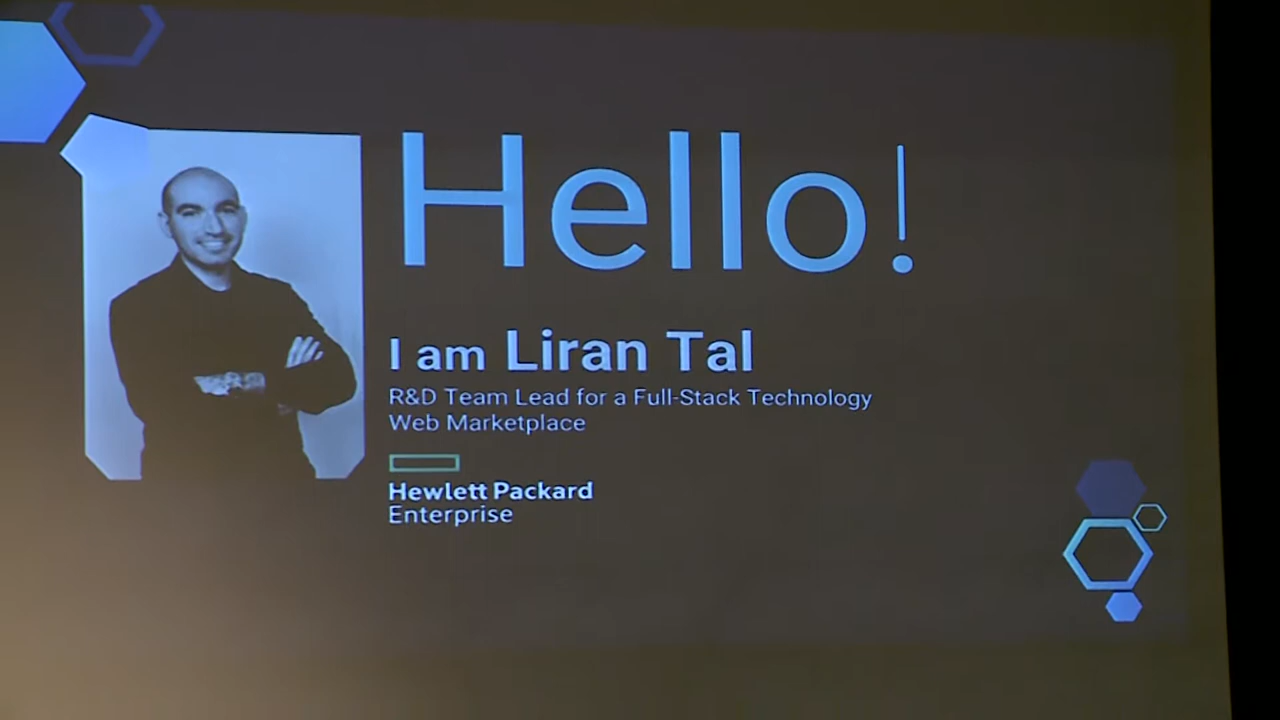 Hello!
I am Liran Tal
R&D Team Lead for a Full-Stack Technology
Web Marketplace
Hewlett Packard
Enterprise